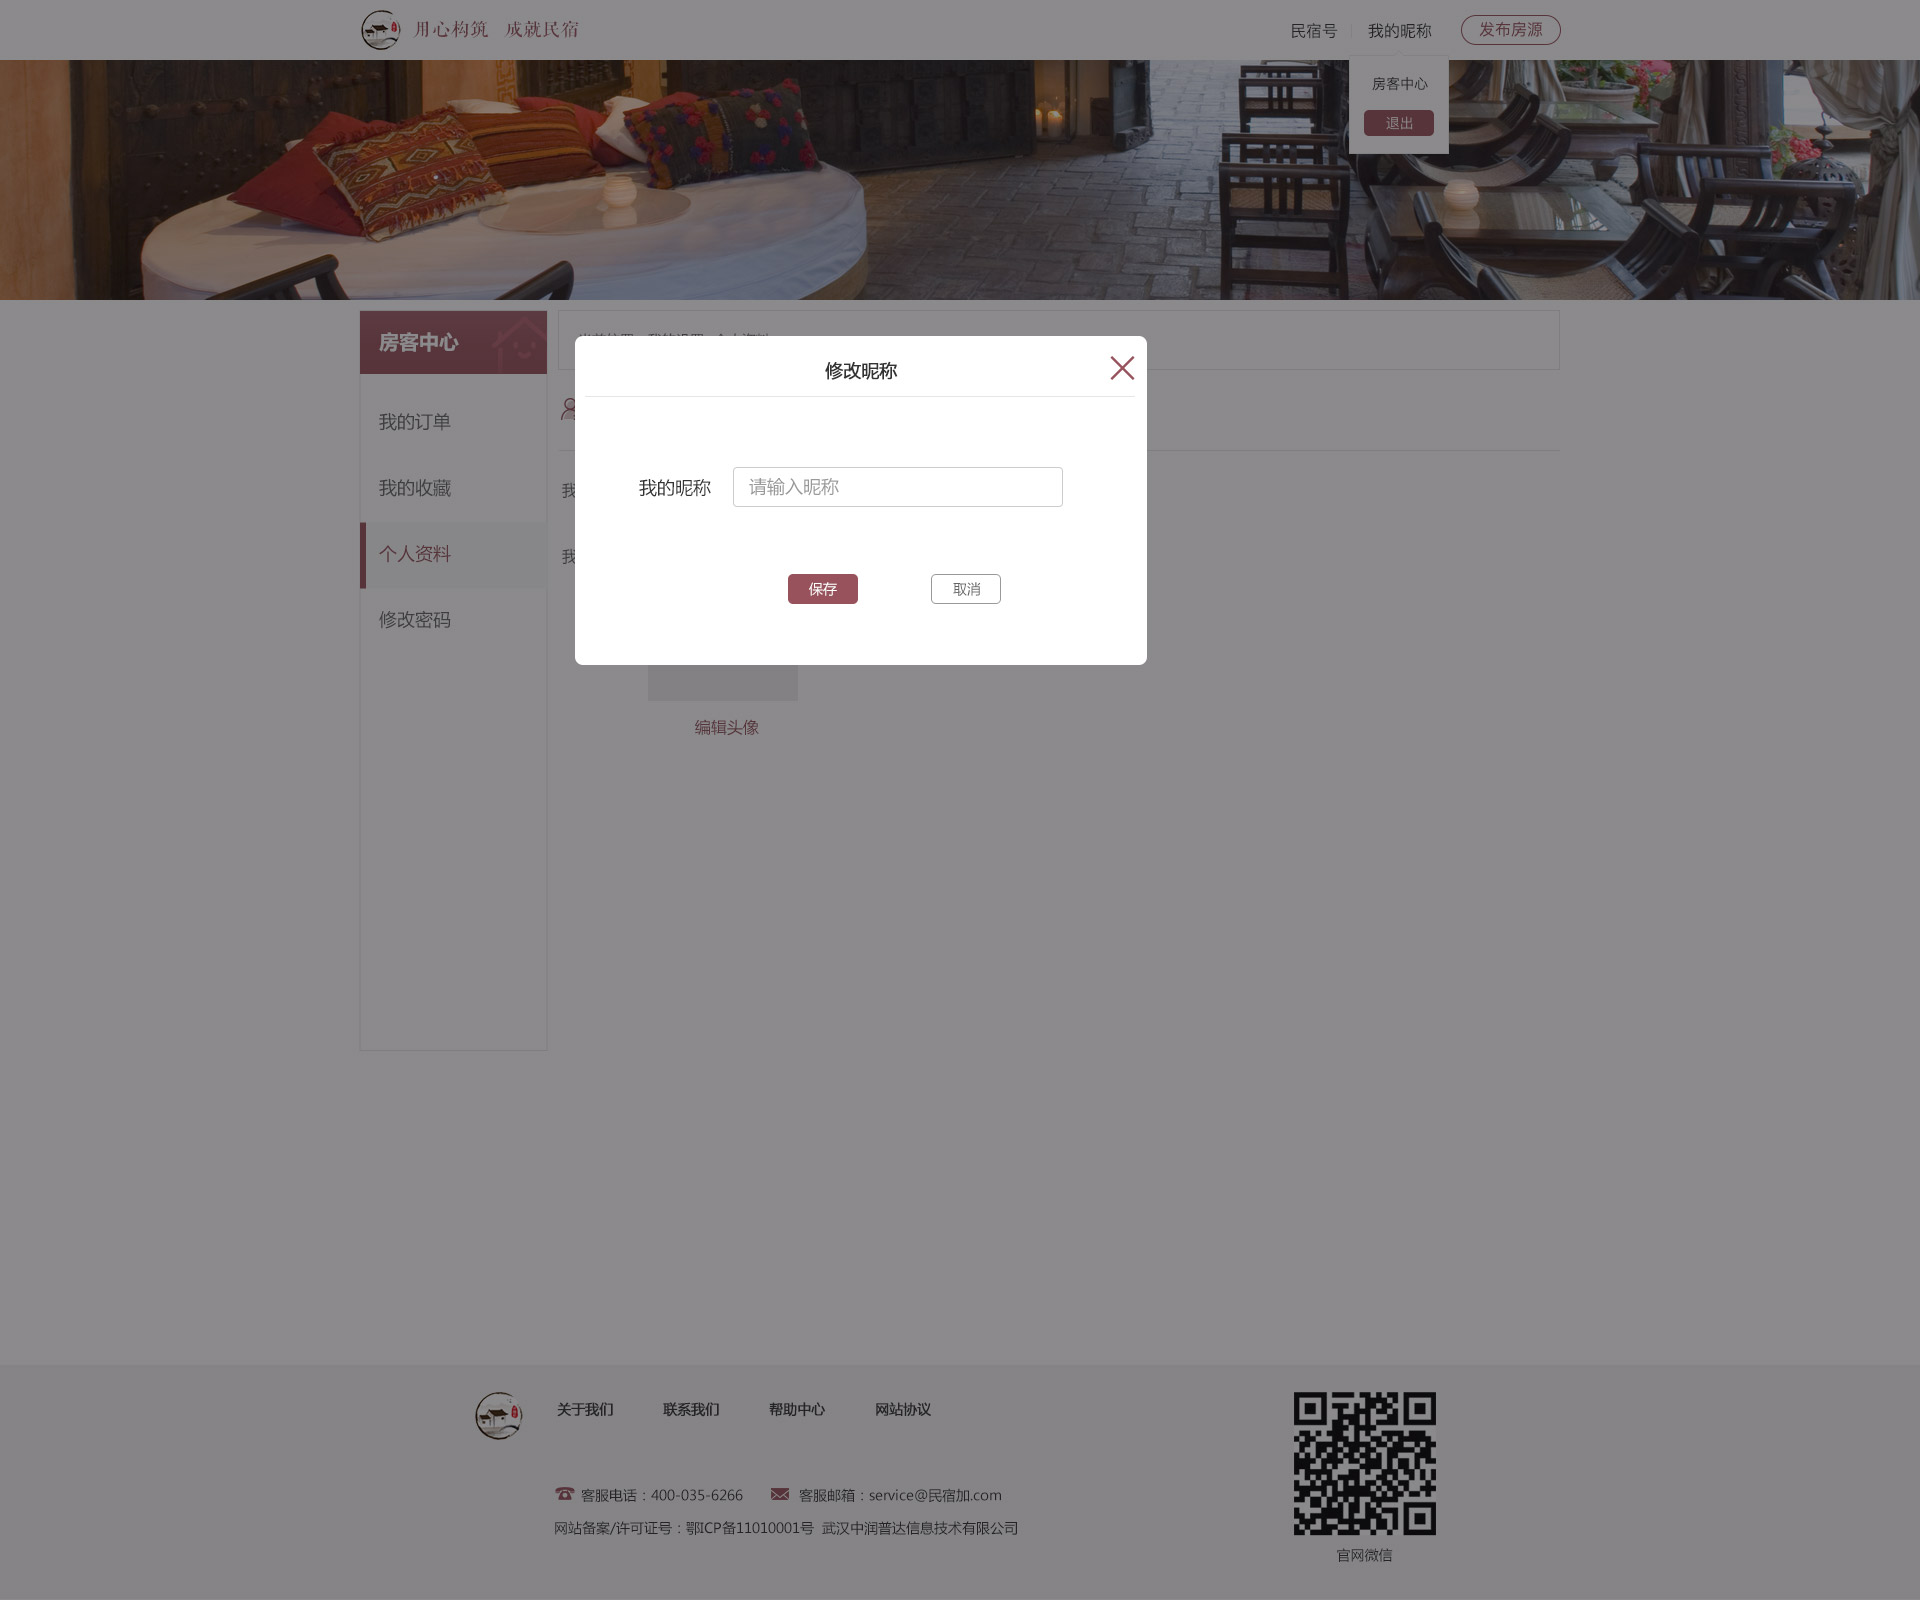 用心构筑 成就民宿
民宿号
我的昵称
发布房源
房客中心
退出
房客中心
我的订单
我的收藏
个人资料
修改密码
修改昵称
我的昵称
请输入昵称
保存
取消
我
我
编辑头像
关于我们
联系我们
帮助中心
网站协议
客服电话：400-035-6266
客服邮箱：service@民宿加.com
网站备案/许可证号：鄂ICP备11010001号 武汉中润普达信息技术有限公司
官网微信